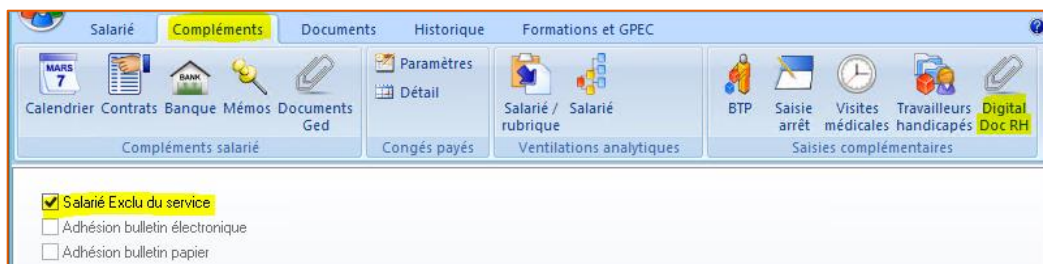 Salarié Compléments Documents Historique Formations et GPEC
MARS
7
BANK
Calendrier Contrats Banque Mémos Documents Ged
Compléments salarié
Paramètres
Détail
Congés payés
Salarié / rubrique Salarié
Ventilations analytiques
BTP Saisie arrêt Visites médicales Travailleurs handicapés Digital Doc RH
Saisies complémentaires
Salarié Exclu du service
Adhésion bulletin électronique
Adhésion bulletin papier